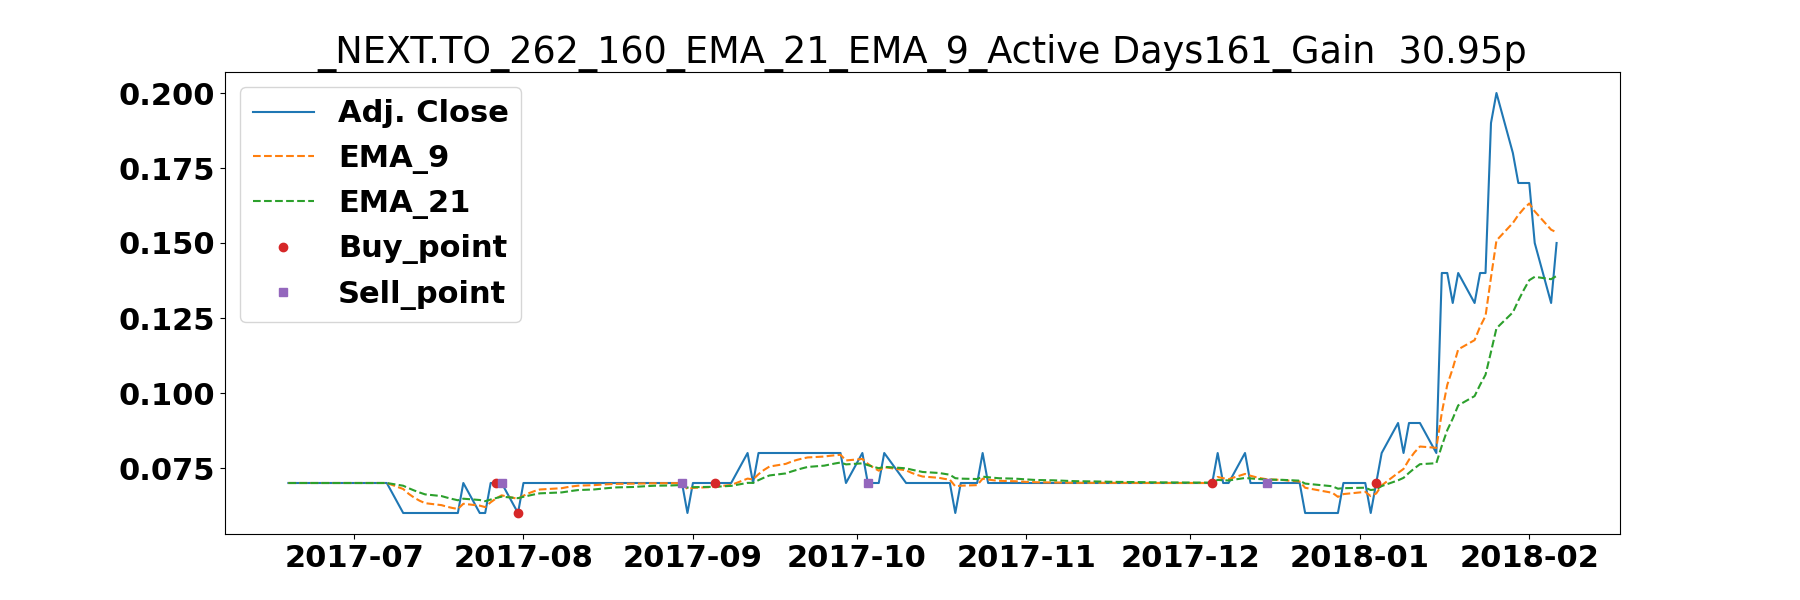 _NEXT.TO_262_160_EMA_21_EMA_9_Active Days161_Gain  30.95p
0.200
0.175
0.150
0.125
0.100
0.075
Adj. Close
EMA_9
EMA_21
Buy_point
Sell_point
2017-07 2017-08 2017-09 2017-10 2017-11 2017-12 2018-01 2018-02